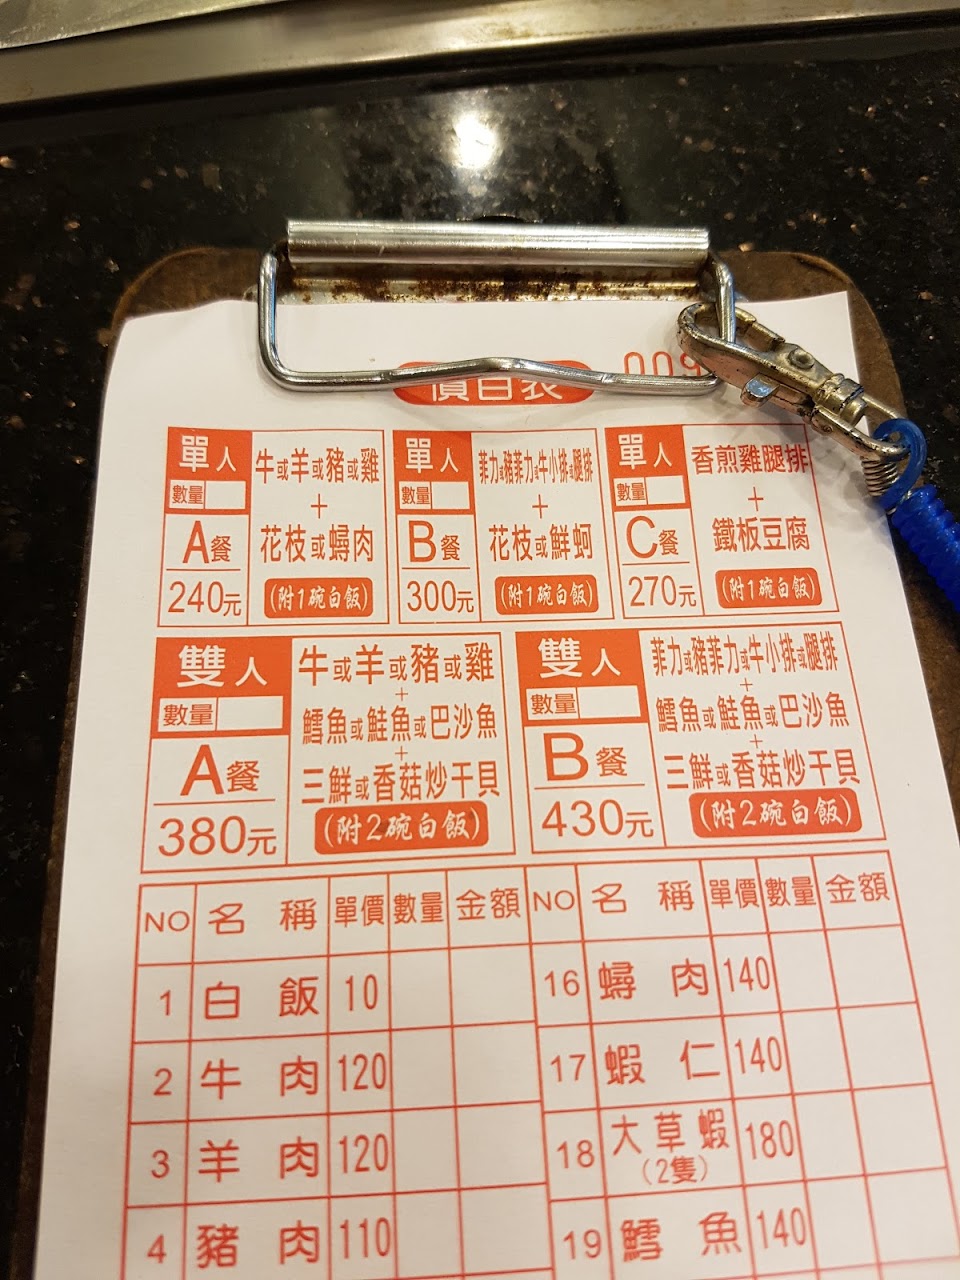 價目表
009
單人
數量
A餐
240元
牛或羊或豬或雞
+
花枝或蟳肉
(附1碗白飯)
單人
數量
B餐
300元
菲力或豬菲力或牛小排或腿排
+
花枝或鮮蚵
(附1碗白飯)
單人
數量
C餐
270元
香煎雞腿排
+
鐵板豆腐
(附1碗白飯)
雙人
數量
A餐
380元
牛或羊或豬或雞
+
鱈魚或鮭魚或巴沙魚
+
三鮮或香菇炒干貝
(附2碗白飯)
雙人
數量
B餐
430元
菲力或豬菲力或牛小排或腿排
+
鱈魚或鮭魚或巴沙魚
+
三鮮或香菇炒干貝
(附2碗白飯)
NO 名稱 單價 數量 金額 NO 名稱 單價 數量 金額
1 白飯 10 16 蟳肉 140
2 牛肉 120 17 蝦仁 140
3 羊肉 120 18 大草蝦 (2隻) 180
4 豬肉 110 19 鱈魚 140